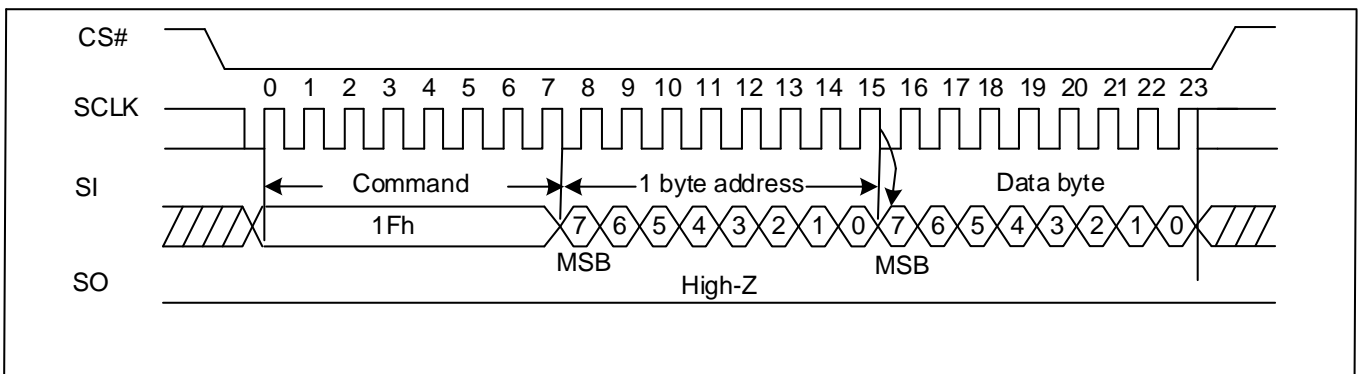 CS#
0 1 2 3 4 5 6 7 8 9 10 11 12 13 14 15 16 17 18 19 20 21 22 23
SCLK
SI Command 1 byte address Data byte
1Fh 7 6 5 4 3 2 1 0 7 6 5 4 3 2 1 0
MSB MSB
SO High-Z